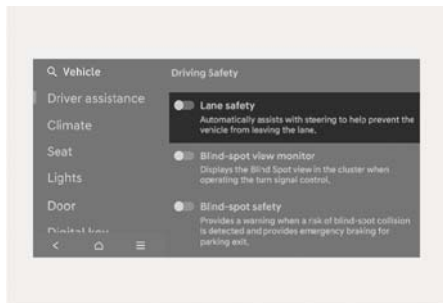 Vehicle
Driving Safety
Driver assistance
Climate
Seat
Lights
Door
Digital key
Lane safety
Automatically assists with steering to help prevent the
vehicle from leaving the lane.
Blind-spot view monitor
Displays the Blind Spot view in the cluster when
operating the turn signal control.
Blind-spot safety
Provides a warning when a risk of blind-spot collision
is detected and provides emergency braking for
parking exit.